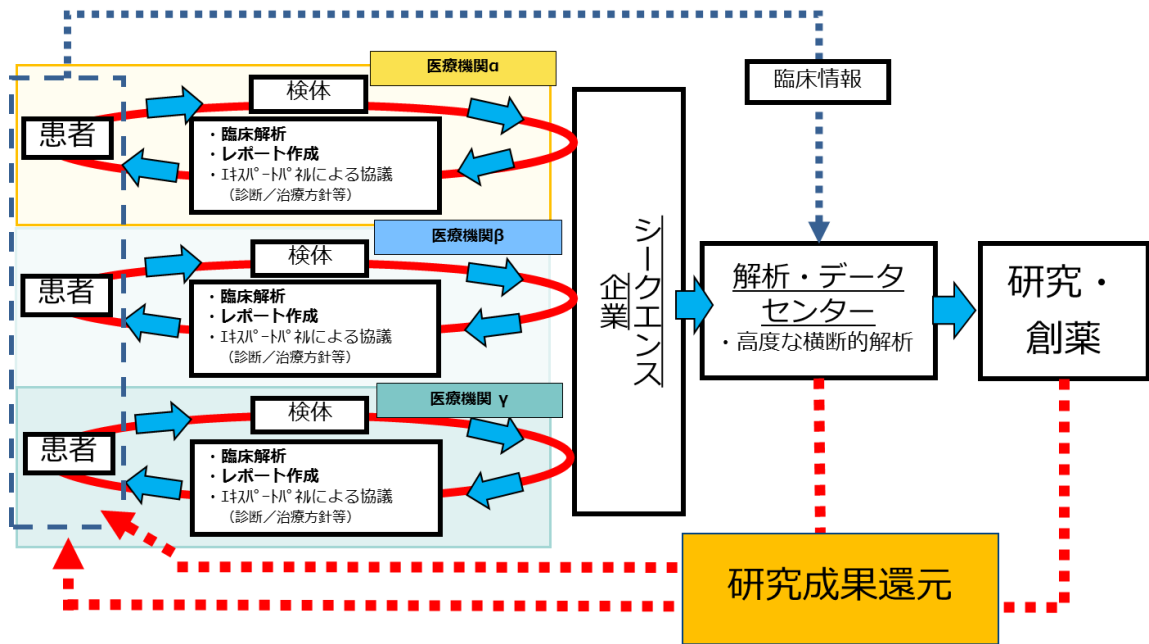 医療機関α
検体
患者
・臨床解析
・レポート作成
・ｴｷｽﾊﾟｰﾄﾊﾟﾈﾙによる協議
（診断／治療方針等）
医療機関β
検体
患者
・臨床解析
・レポート作成
・ｴｷｽﾊﾟｰﾄﾊﾟﾈﾙによる協議
（診断／治療方針等）
医療機関 γ
検体
患者
・臨床解析
・レポート作成
・ｴｷｽﾊﾟｰﾄﾊﾟﾈﾙによる協議
（診断／治療方針等）
シークエンス
企業
臨床情報
解析・データ
センター
・高度な横断的解析
研究・
創薬
研究成果還元